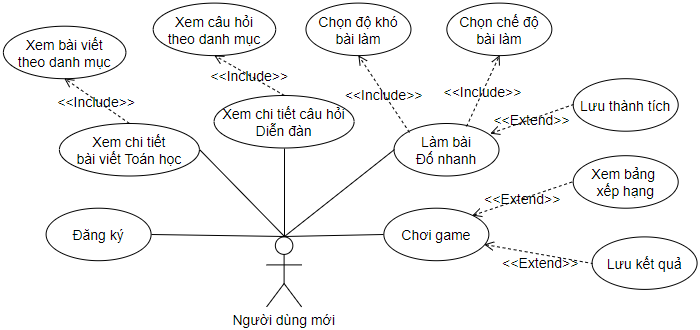 Xem bài viết
theo danh mục
Xem câu hỏi
theo danh mục
Chọn độ khó
bài làm
Chọn chế độ
bài làm
<<Include>>
<<Include>>
<<Include>>
<<Include>>
Xem chi tiết
bài viết Toán học
Xem chi tiết câu hỏi
Diễn đàn
Làm bài
Đố nhanh
<<Extend>>
Lưu thành tích
Xem bảng
xếp hạng
<<Extend>>
Đăng ký
Chơi game
<<Extend>>
Lưu kết quả
Người dùng mới